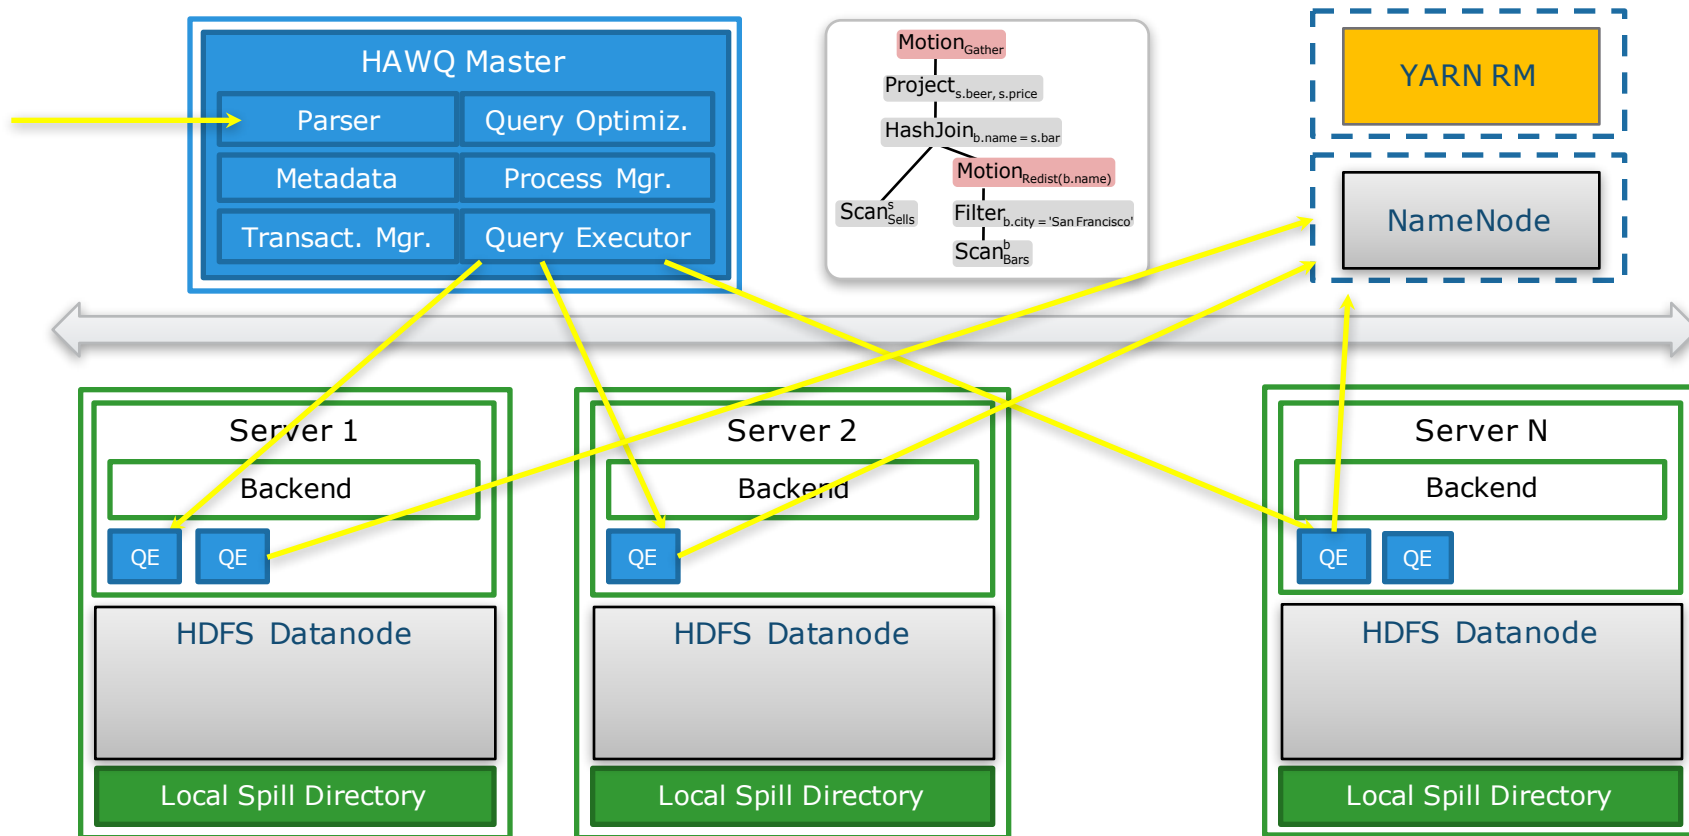 HAWQ Master
Parser
Query Optimiz.
Metadata
Process Mgr.
Transact. Mgr.
Query Executor
MotionGather
Projects.beer, s.price
HashJoinb.name = s.bar
MotionRedist(b.name)
ScansSells
Filterb.city = 'San Francisco'
ScanbBars
YARN RM
NameNode
Server 1
Backend
QE
QE
HDFS Datanode
Local Spill Directory
Server 2
Backend
QE
HDFS Datanode
Local Spill Directory
Server N
Backend
QE
QE
HDFS Datanode
Local Spill Directory